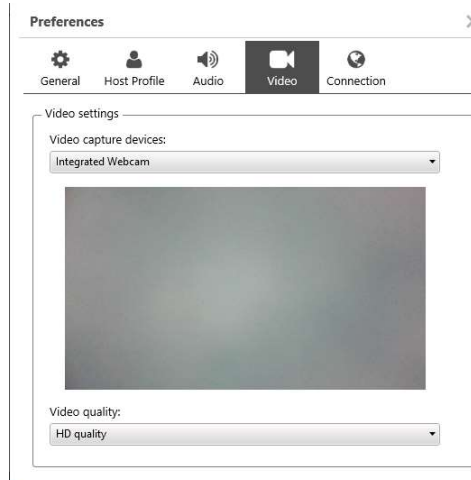 Preferences
General Host Profile Audio Video Connection
Video settings
Video capture devices:
Integrated Webcam
Video quality:
HD quality